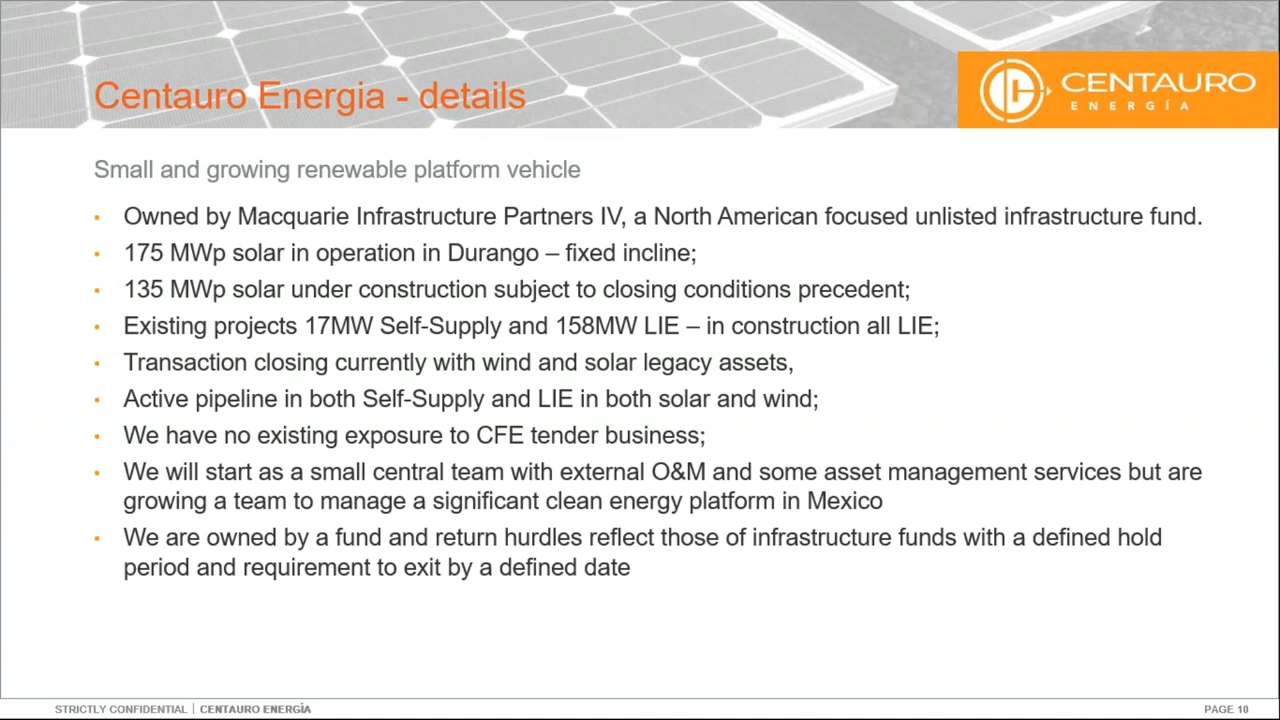 Centauro Energia - details
CENTAURO
ENERGÍA
Small and growing renewable platform vehicle
• Owned by Macquarie Infrastructure Partners IV, a North American focused unlisted infrastructure fund.
• 175 MWp solar in operation in Durango – fixed incline;
• 135 MWp solar under construction subject to closing conditions precedent;
• Existing projects 17MW Self-Supply and 158MW LIE – in construction all LIE;
• Transaction closing currently with wind and solar legacy assets,
• Active pipeline in both Self-Supply and LIE in both solar and wind;
• We have no existing exposure to CFE tender business;
• We will start as a small central team with external O&M and some asset management services but are
growing a team to manage a significant clean energy platform in Mexico
• We are owned by a fund and return hurdles reflect those of infrastructure funds with a defined hold
period and requirement to exit by a defined date
STRICTLY CONFIDENTIAL | CENTAURO ENERGÍA
PAGE 10